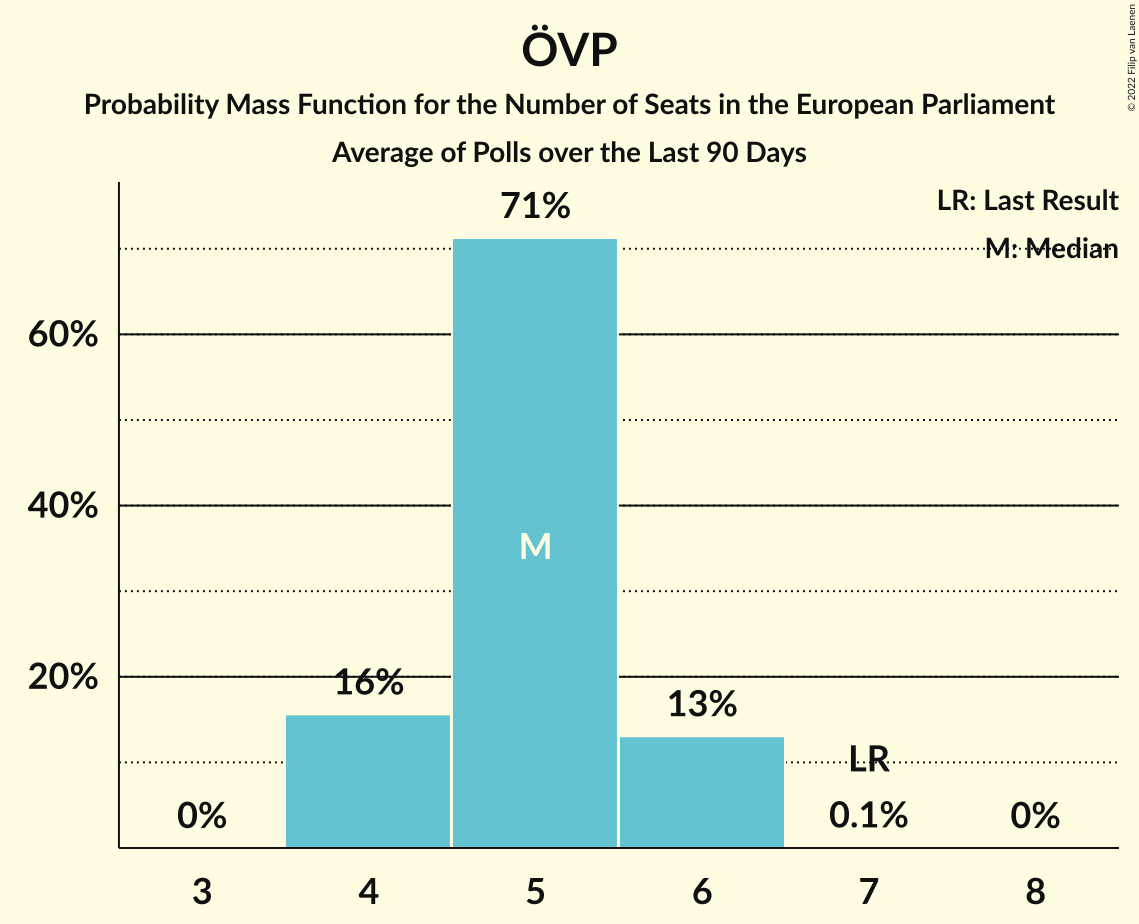 ÖVP
Probability Mass Function for the Number of Seats in the European Parliament
Average of Polls over the Last 90 Days
© 2022 Filip van Laenen
LR: Last Result
M: Median
71%
60%
40%
M
20%
16%
13%
LR
0%
0.1%
0%
3 4 5 6 7 8